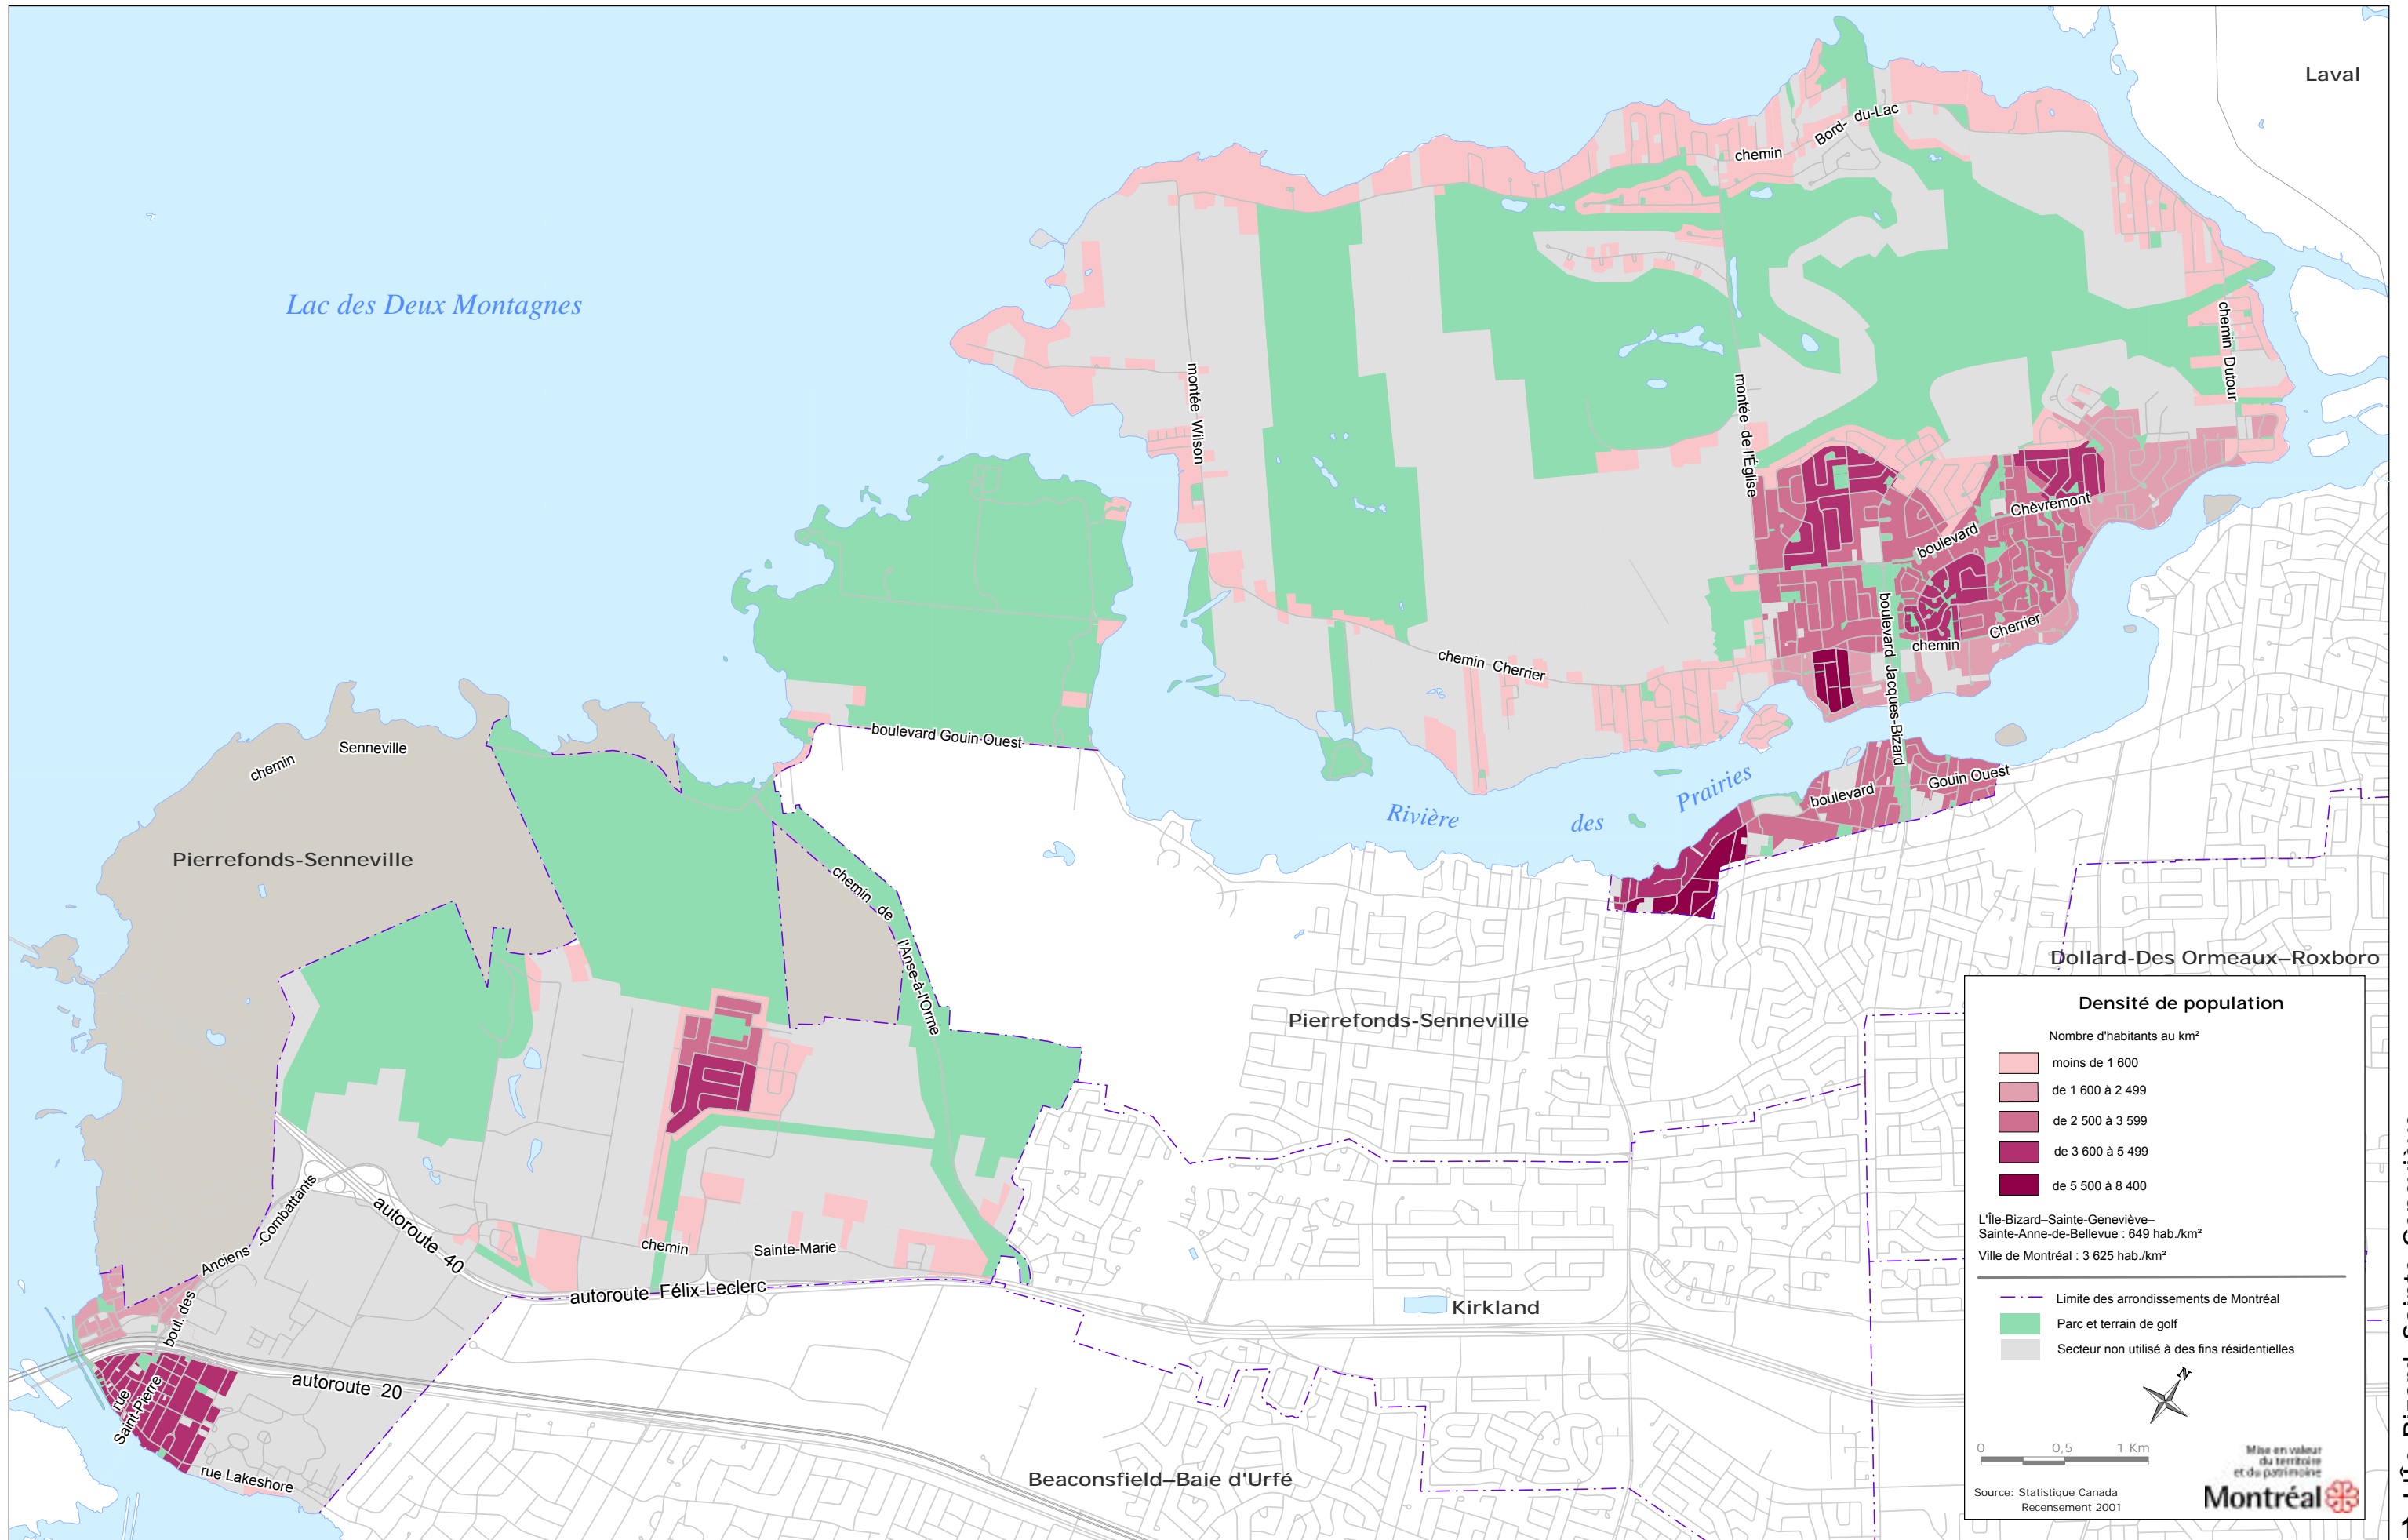 Laval
chemin Bord- du-Lac
Lac des Deux Montagnes
chemin Dutour
montée Wilson
montée de l'Église
boulevard Chèvremont
boulevard Jacques-Bizard
chemin Cherrier
chemin Cherrier
boulevard Gouin Ouest
chemin Senneville
Rivière des Prairies
boulevard Gouin Ouest
Pierrefonds-Senneville
chemin de l'Anse-à-l'Orme
Dollard-Des Ormeaux–Roxboro
Pierrefonds-Senneville
Anciens -Combattants
boul. des
autoroute 40
chemin Sainte-Marie
autoroute Félix-Leclerc
Kirkland
autoroute 20
rue Saint-Pierre
rue Lakeshore
Beaconsfield–Baie d'Urfé
Densité de population
Nombre d'habitants au km²
moins de 1 600
de 1 600 à 2 499
de 2 500 à 3 599
de 3 600 à 5 499
de 5 500 à 8 400
L'Île-Bizard–Sainte-Geneviève–
Sainte-Anne-de-Bellevue : 649 hab./km²
Ville de Montréal : 3 625 hab./km²
Limite des arrondissements de Montréal
Parc et terrain de golf
Secteur non utilisé à des fins résidentielles
N
0 0,5 1 Km
Mise en valeur
du territoire
et du patrimoine
Source: Statistique Canada
Recensement 2001
Montréal